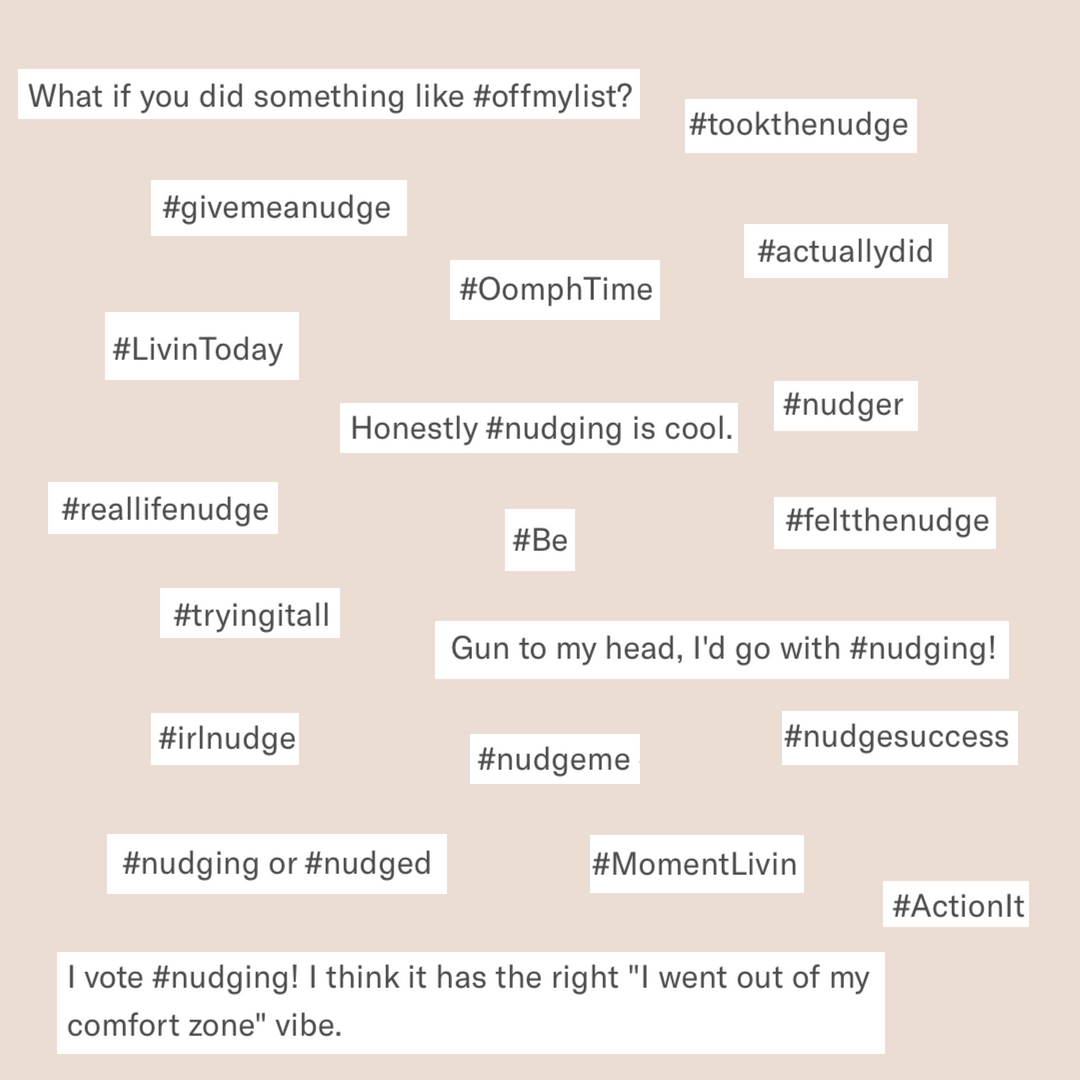 What if you did something like #offmylist?
#tookthenudge
#givemeanudge
#actuallydid
#OomphTime
#LivinToday
#nudger
Honestly #nudging is cool.
#reallifenudge
#feltthenudge
#Be
#tryingitall
Gun to my head, I'd go with #nudging!
#irlnudge
#nudgesuccess
#nudgeme
#nudging or #nudged
#MomentLivin
#ActionIt
I vote #nudging! I think it has the right "I went out of my
comfort zone" vibe.